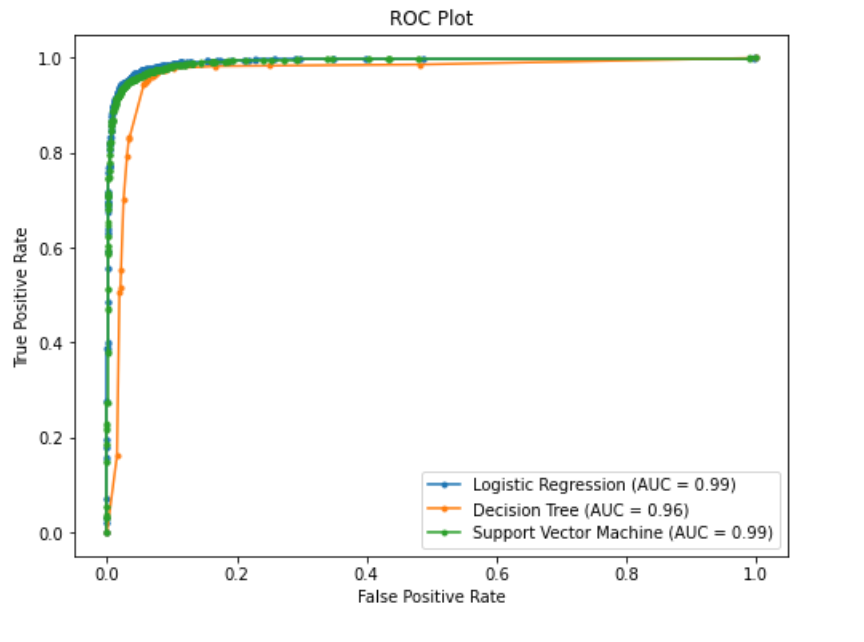 ROC Plot
True Positive Rate
1.0
0.8
0.6
0.4
0.2
0.0
Logistic Regression (AUC = 0.99)
Decision Tree (AUC = 0.96)
Support Vector Machine (AUC = 0.99)
0.0 0.2 0.4 0.6 0.8 1.0
False Positive Rate